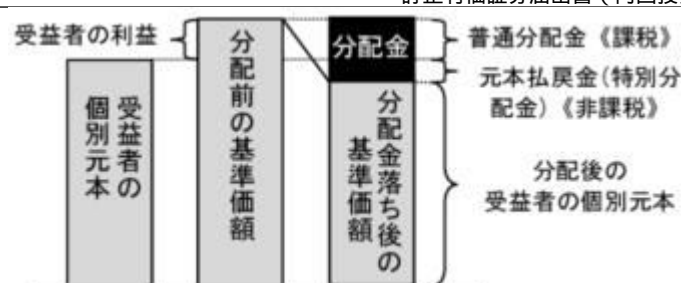 受益者の利益
受益者の
個別元本
分配前の基準価額
分配金
分配金落ち後の
基準価額
普通分配金《課税》
元本払戻金(特別分
配金)《非課税》
分配後の
受益者の個別元本